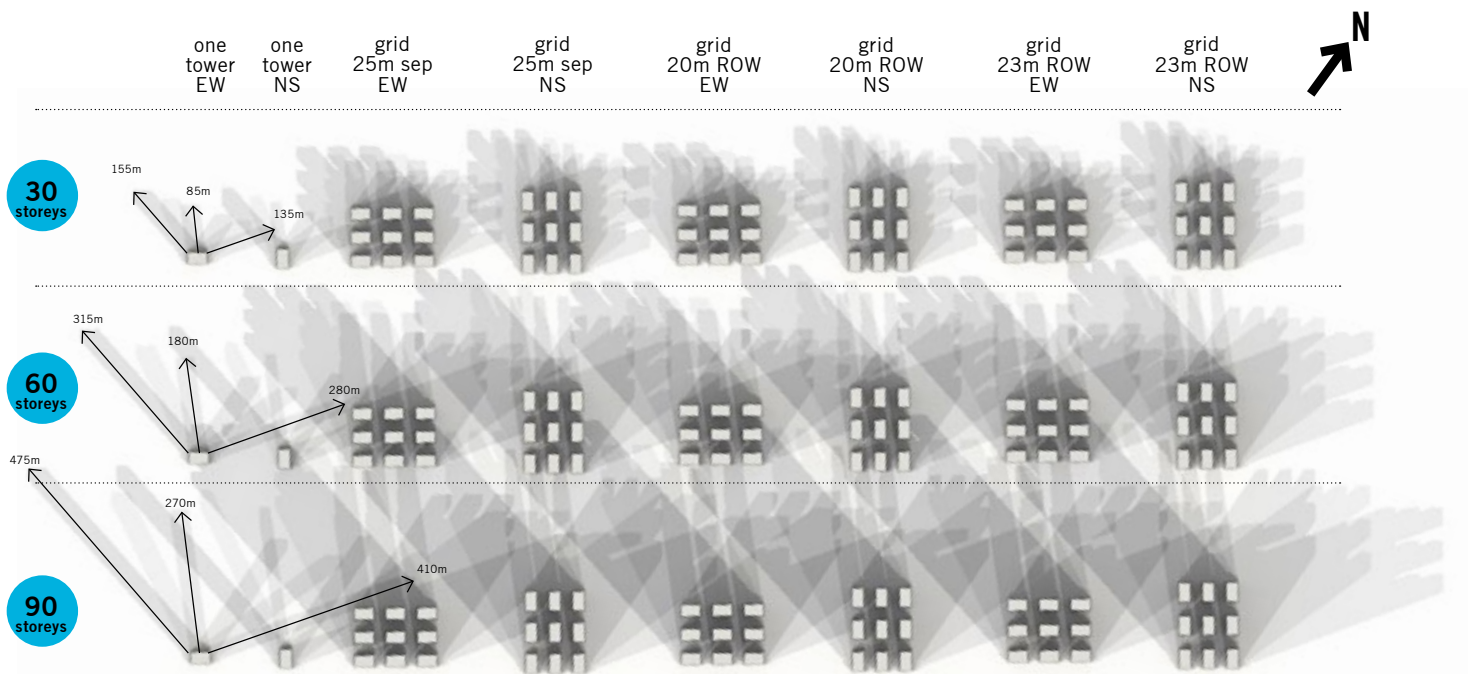 N
one tower EW
one tower NS
grid 25m sep EW
grid 25m sep NS
grid 20m ROW EW
grid 20m ROW NS
grid 23m ROW EW
grid 23m ROW NS
30 storeys
155m
85m
135m
60 storeys
315m
180m
280m
90 storeys
475m
270m
410m